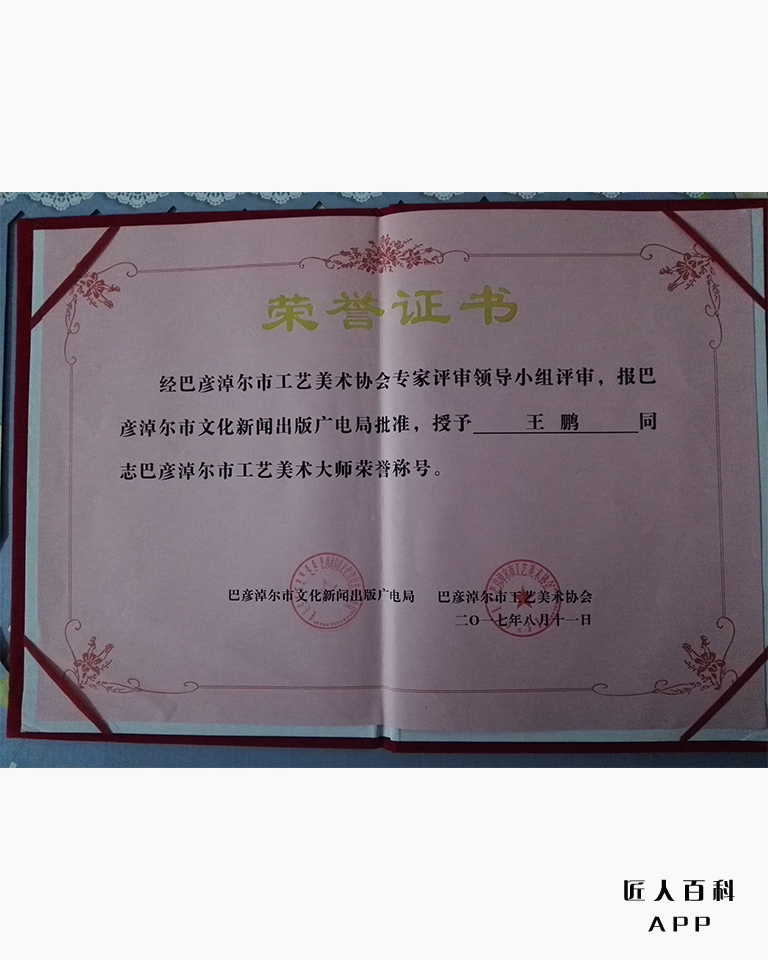 荣誉证书
经巴彦淖尔市工艺美术协会专家评审领导小组评审，报巴
彦淖尔市文化新闻出版广电局批准，授予 王 鹏 同
志巴彦淖尔市工艺美术大师荣誉称号。
巴彦淖尔市文化新闻出版广电局 巴彦淖尔市工艺美术协会
二〇一七年八月十一日
匠人百科
APP